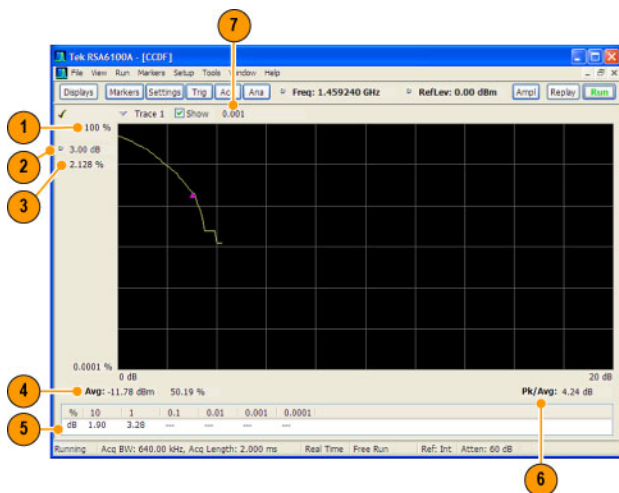 7
Tek RSA6100A - [CCDF]
File View Run Markers Setup Tools Window Help
Displays Markers Settings Trig Acq Ana Freq: 1.459240 GHz RefLev: 0.00 dBm Ampl Replay Run
Trace 1 Show 0.001
1 100 %
2 3.00 dB
3 2.128 %
0.0001 %
0 dB 20 dB
4 Avg: -11.78 dBm 50.19 % Pk/Avg: 4.24 dB
% 10 1 0.1 0.01 0.001 0.0001
5 dB 1.90 3.28 --- --- --- ---
Running Acq BW: 640.00 kHz, Acq Length: 2.000 ms Real Time Free Run Ref: Int Atten: 60 dB
6